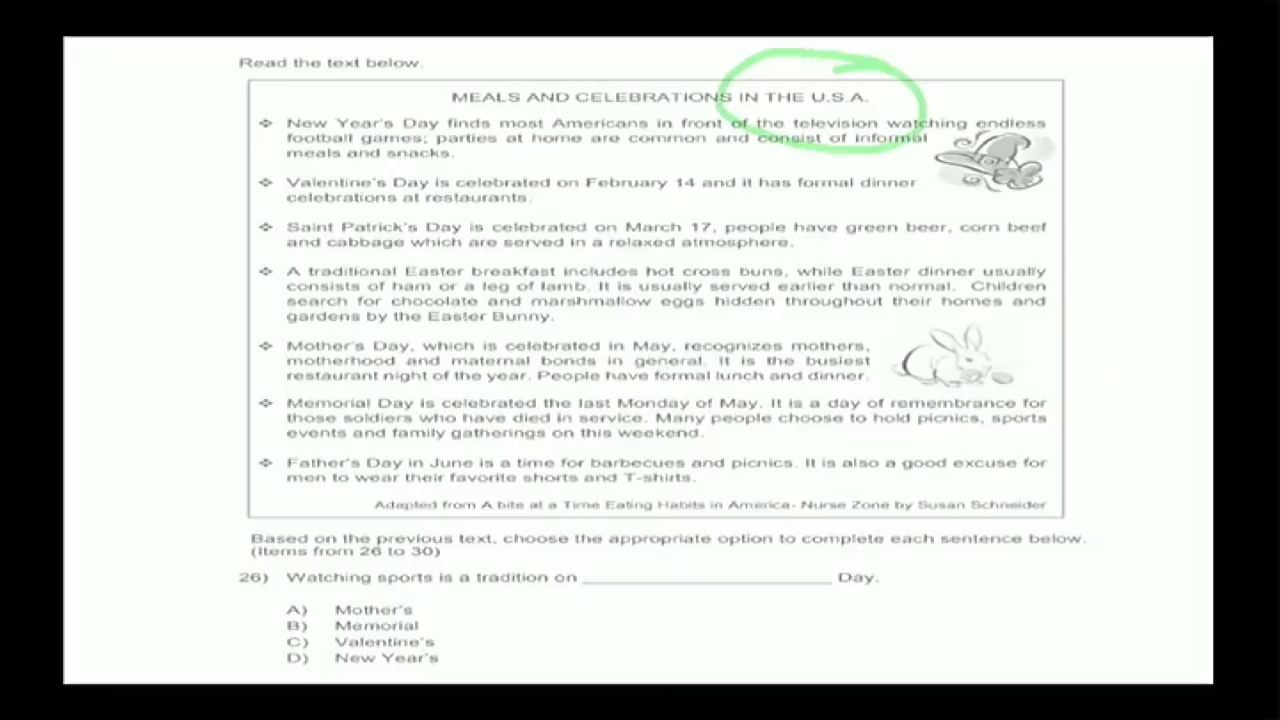 Read the text below.
MEALS AND CELEBRATIONS IN THE U.S.A.
❖ New Year's Day finds most Americans in front of the television watching endless
football games; parties at home are common and consist of informal
meals and snacks.
❖ Valentine's Day is celebrated on February 14 and it has formal dinner
celebrations at restaurants.
❖ Saint Patrick's Day is celebrated on March 17, people have green beer, corn beef
and cabbage which are served in a relaxed atmosphere.
❖ A traditional Easter breakfast includes hot cross buns, while Easter dinner usually
consists of ham or a leg of lamb. It is usually served earlier than normal. Children
search for chocolate and marshmallow eggs hidden throughout their homes and
gardens by the Easter Bunny.
❖ Mother's Day, which is celebrated in May, recognizes mothers,
motherhood and maternal bonds in general. It is the busiest
restaurant night of the year. People have formal lunch and dinner.
❖ Memorial Day is celebrated the last Monday of May. It is a day of remembrance for
those soldiers who have died in service. Many people choose to hold picnics, sports
events and family gatherings on this weekend.
❖ Father's Day in June is a time for barbecues and picnics. It is also a good excuse for
men to wear their favorite shorts and T-shirts.
Adapted from A bite at a Time Eating Habits in America- Nurse Zone by Susan Schneider
Based on the previous text, choose the appropriate option to complete each sentence below.
(Items from 26 to 30)
26) Watching sports is a tradition on ______________________ Day.
A) Mother's
B) Memorial
C) Valentine's
D) New Year's